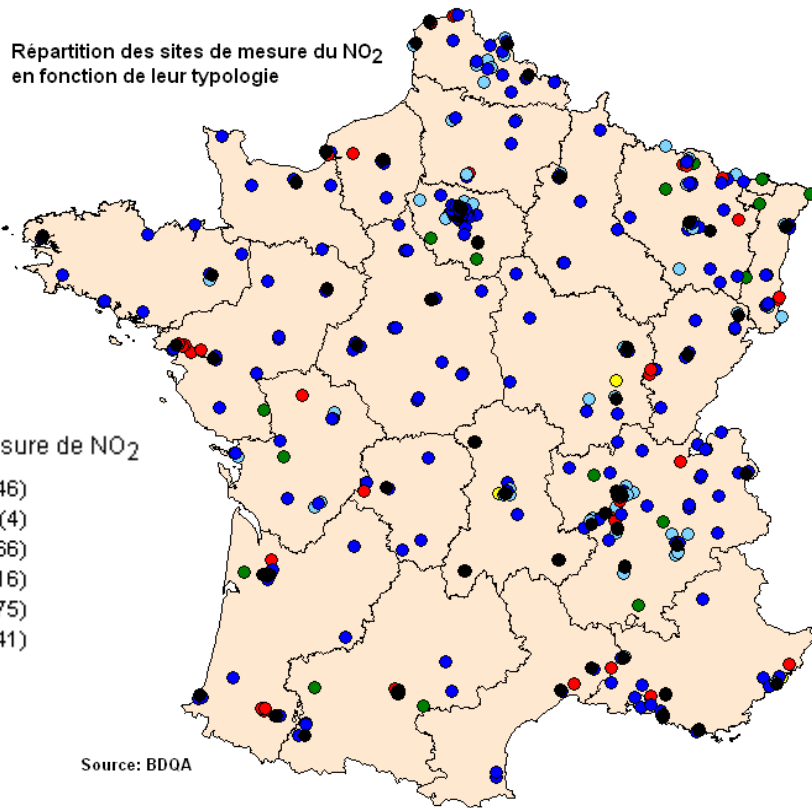 Répartition des sites de mesure du NO2
en fonction de leur typologie
sure de NO2
46)
(4)
66)
16)
75)
41)
Source: BDQA